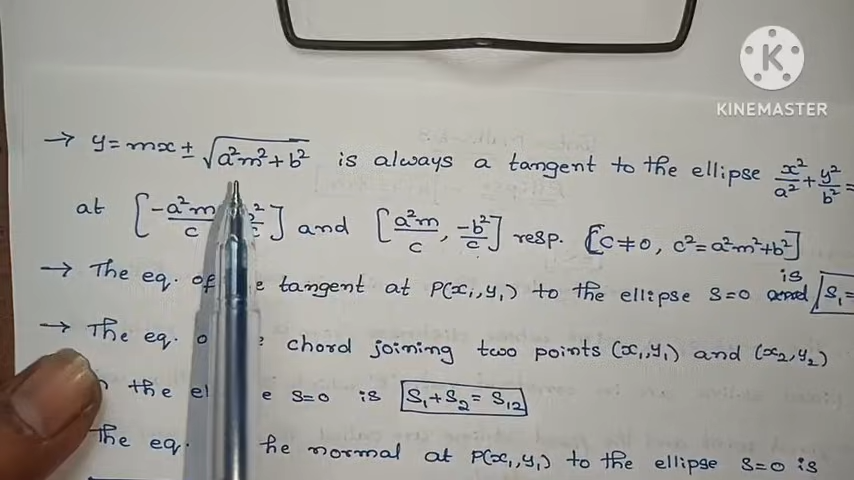 KINEMASTER
→ y = mx ± √(a²m² + b²) is always a tangent to the ellipse x²/a² + y²/b² =
at [-a²m/c, b²/c] and [a²m/c, -b²/c] resp. [c≠0, c² = a²m² + b²]
→ The eq. of tangent at P(x₁, y₁) to the ellipse S=0 is S₁ =
→ The eq. chord joining two points (x₁, y₁) and (x₂, y₂)
the S=0 is S₁ + S₂ = S₁₂
The eq. the normal at P(x₁, y₁) to the ellipse S=0 is